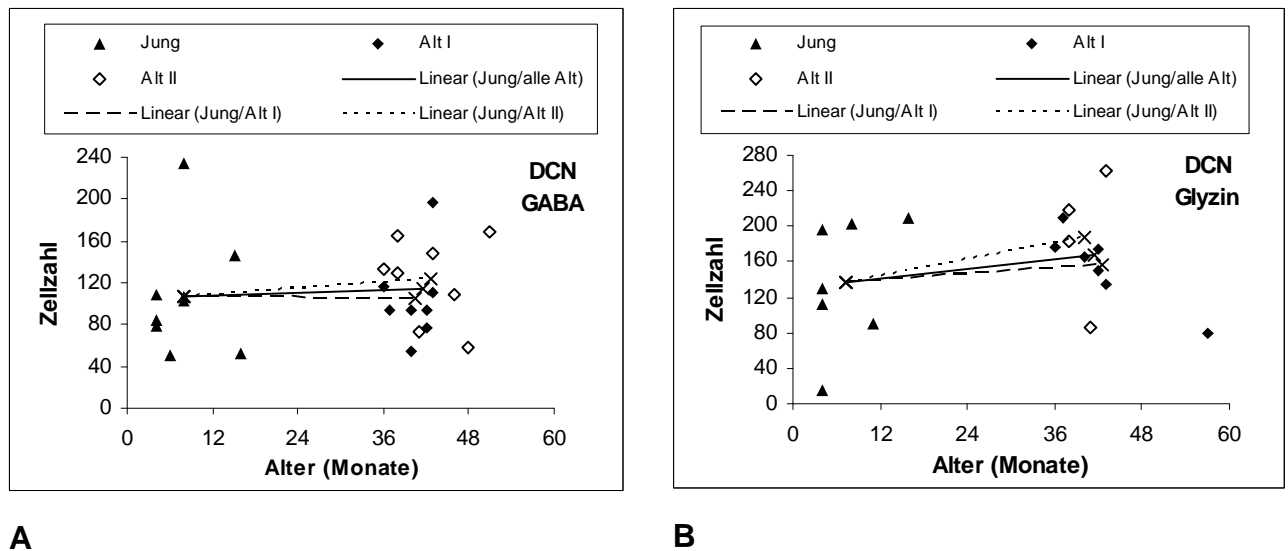 Jung
Alt I
Alt II
Linear (Jung/alle Alt)
Linear (Jung/Alt I)
Linear (Jung/Alt II)
DCN
GABA
Zellzahl
240
200
160
120
80
40
0
0 12 24 36 48 60
Alter (Monate)
A
Jung
Alt I
Alt II
Linear (Jung/alle Alt)
Linear (Jung/Alt I)
Linear (Jung/Alt II)
DCN
Glyzin
Zellzahl
280
240
200
160
120
80
40
0
0 12 24 36 48 60
Alter (Monate)
B